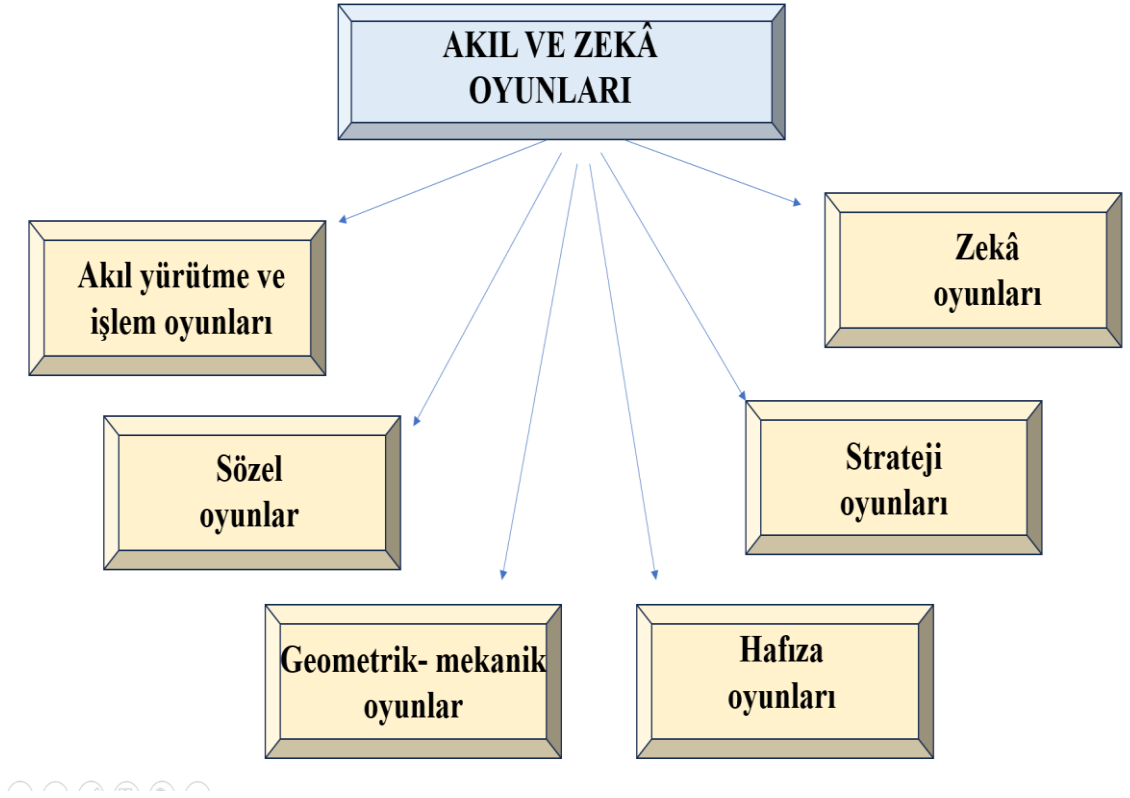 AKIL VE ZEKÂ
OYUNLARI
Akıl yürütme ve
işlem oyunları
Zekâ
oyunları
Sözel
oyunlar
Strateji
oyunları
Geometrik- mekanik
oyunlar
Hafıza
oyunları